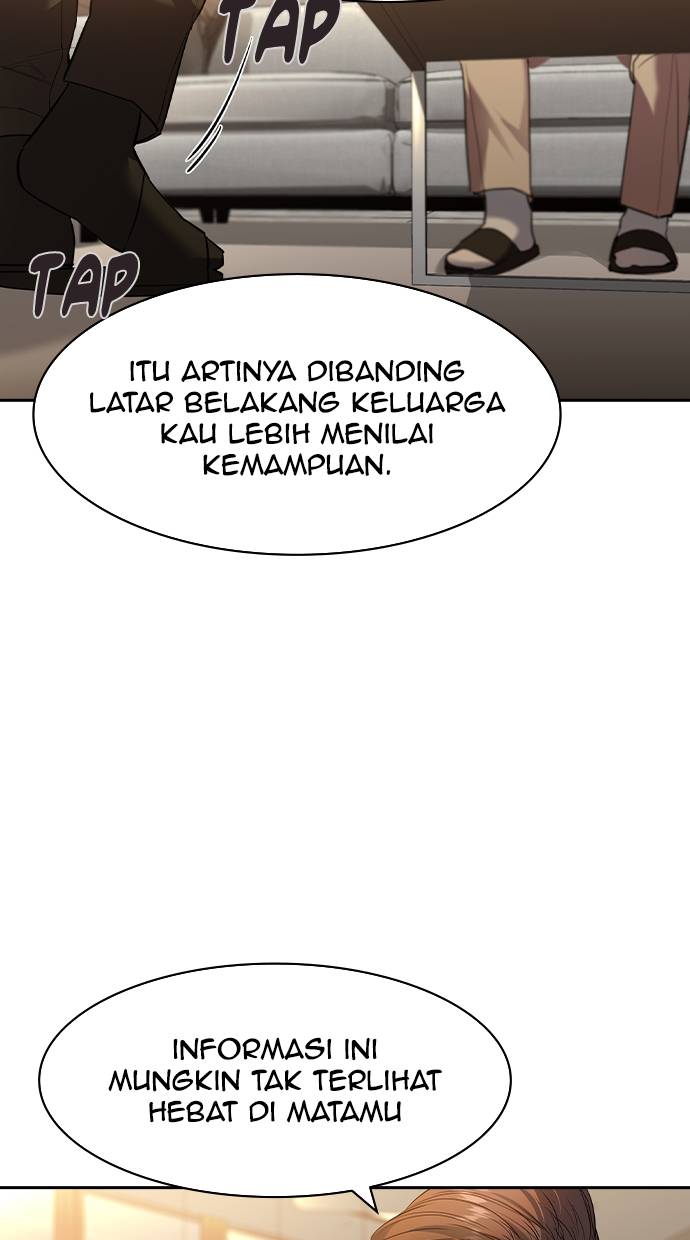 TAP
TAP
ITU ARTINYA DIBANDING
LATAR BELAKANG KELUARGA
KAU LEBIH MENILAI
KEMAMPUAN.
INFORMASI INI
MUNGKIN TAK TERLIHAT
HEBAT DI MATAMU